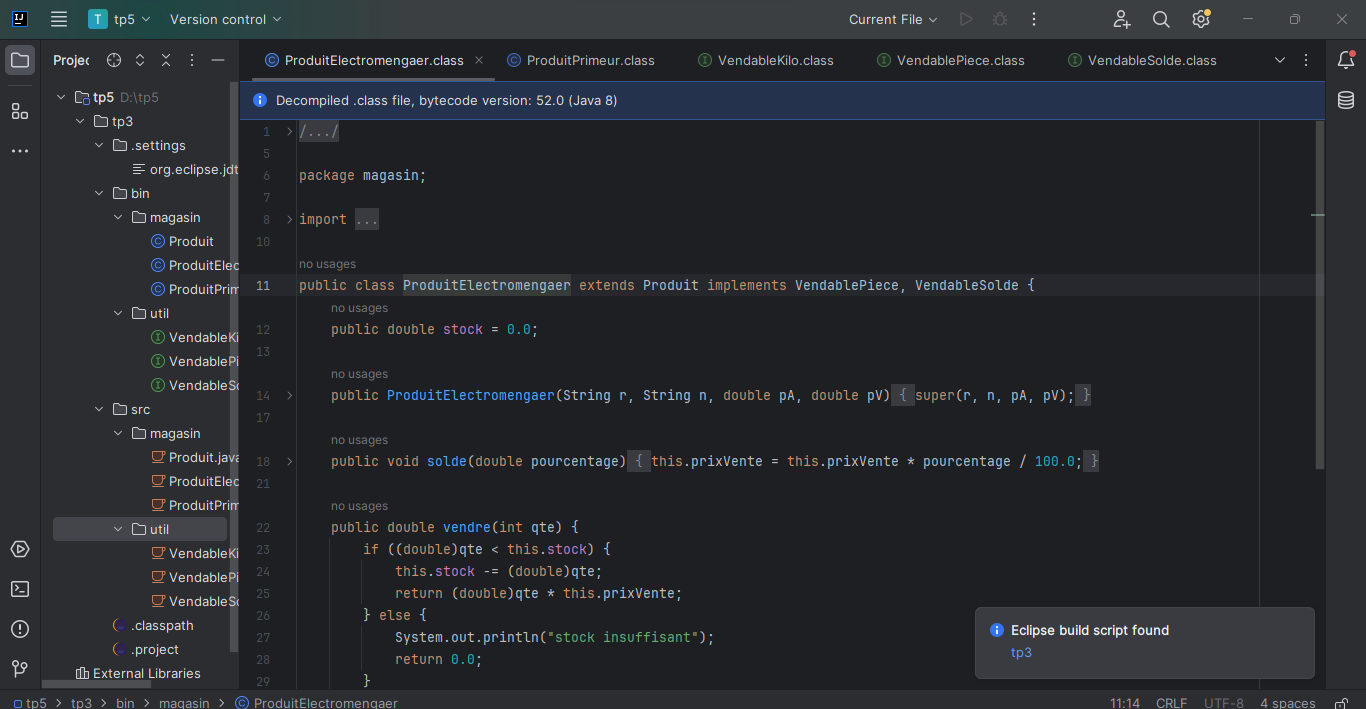 tp5
Version control
Current File
Projec
ProduitElectromengaer.class
ProduitPrimeur.class
VendableKilo.class
VendablePiece.class
VendableSolde.class
tp5 D:\tp5
tp3
.settings
org.eclipse.jdt
bin
magasin
Produit
ProduitElec
ProduitPrim
util
VendableKi
VendablePi
VendableSo
src
magasin
Produit.java
ProduitElec
ProduitPrim
util
VendableKi
VendablePi
VendableSo
.classpath
.project
External Libraries
Decompiled .class file, bytecode version: 52.0 (Java 8)
1 /.../
5
6 package magasin;
7
8 import ...
10
no usages
11 public class ProduitElectromengaer extends Produit implements VendablePiece, VendableSolde {
no usages
12 public double stock = 0.0;
13
no usages
14 public ProduitElectromengaer(String r, String n, double pA, double pV) { super(r, n, pA, pV); }
17
no usages
18 public void solde(double pourcentage) { this.prixVente = this.prixVente * pourcentage / 100.0; }
21
no usages
22 public double vendre(int qte) {
23 if ((double)qte < this.stock) {
24 this.stock -= (double)qte;
25 return (double)qte * this.prixVente;
26 } else {
27 System.out.println("stock insuffisant");
28 return 0.0;
29 }
Eclipse build script found
tp3
tp5 > tp3 > bin > magasin > ProduitElectromengaer
11:14 CRLF UTF-8 4 spaces